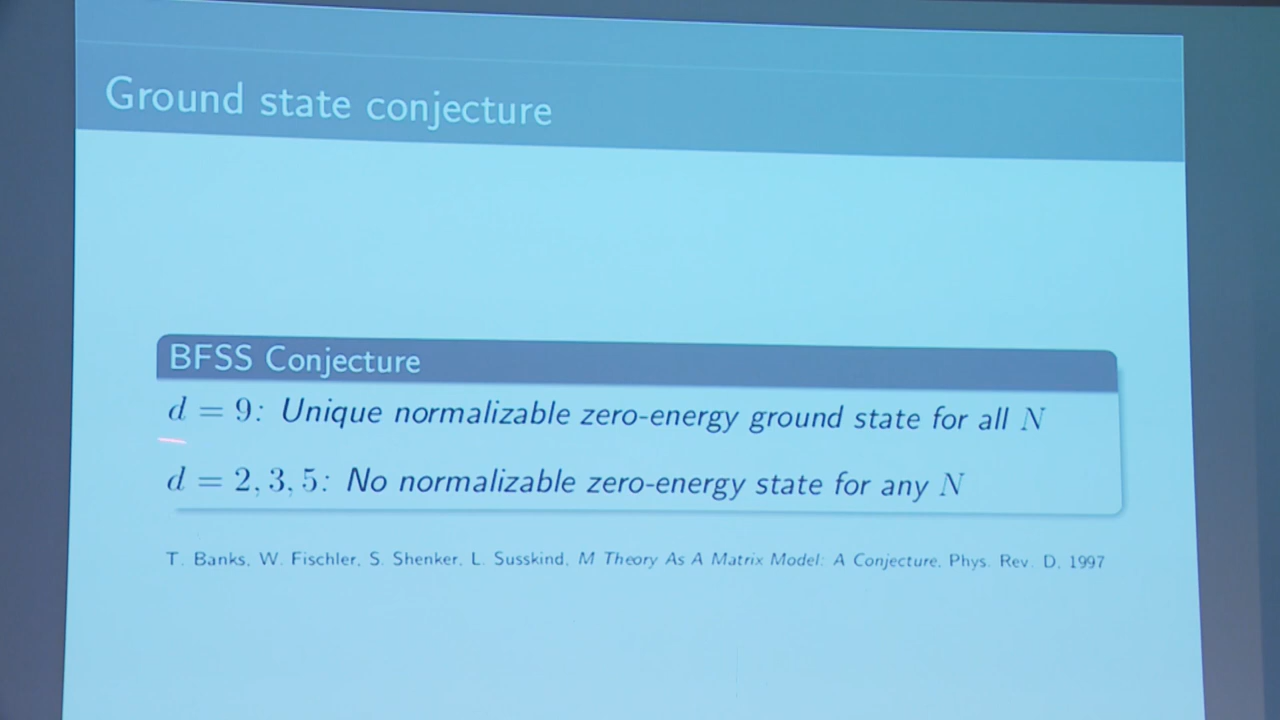 Ground state conjecture
BFSS Conjecture
d = 9: Unique normalizable zero-energy ground state for all N
d = 2, 3, 5: No normalizable zero-energy state for any N
T. Banks, W. Fischler, S. Shenker, L. Susskind, M Theory As A Matrix Model: A Conjecture, Phys. Rev. D, 1997